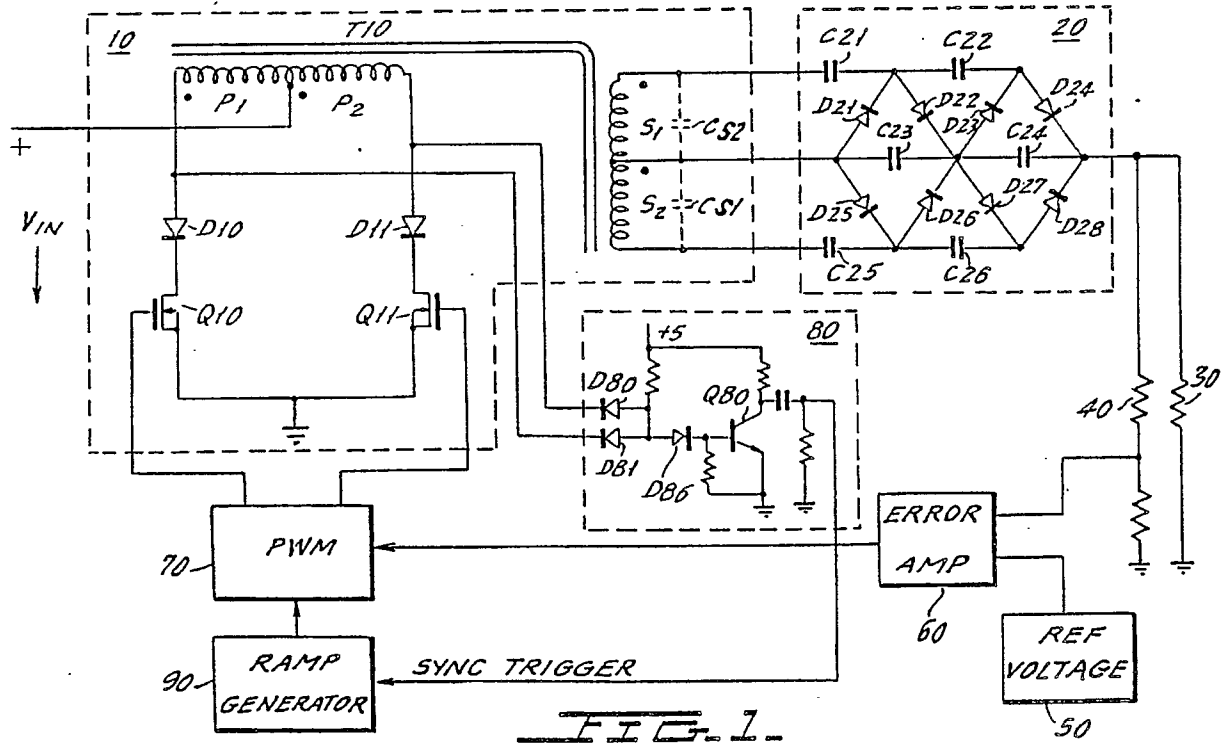 10
T10
P1
P2
+
VIN
D10
D11
Q10
Q11
S1
CS2
S2
CS1
20
C21
C22
D21
D22
D23
D24
C23
C24
D25
D26
D27
D28
C25
C26
80
+5
D80
Q80
D81
D86
40
30
PWM
70
ERROR
AMP
60
RAMP
GENERATOR
90
SYNC TRIGGER
REF
VOLTAGE
50
FIG. 1.